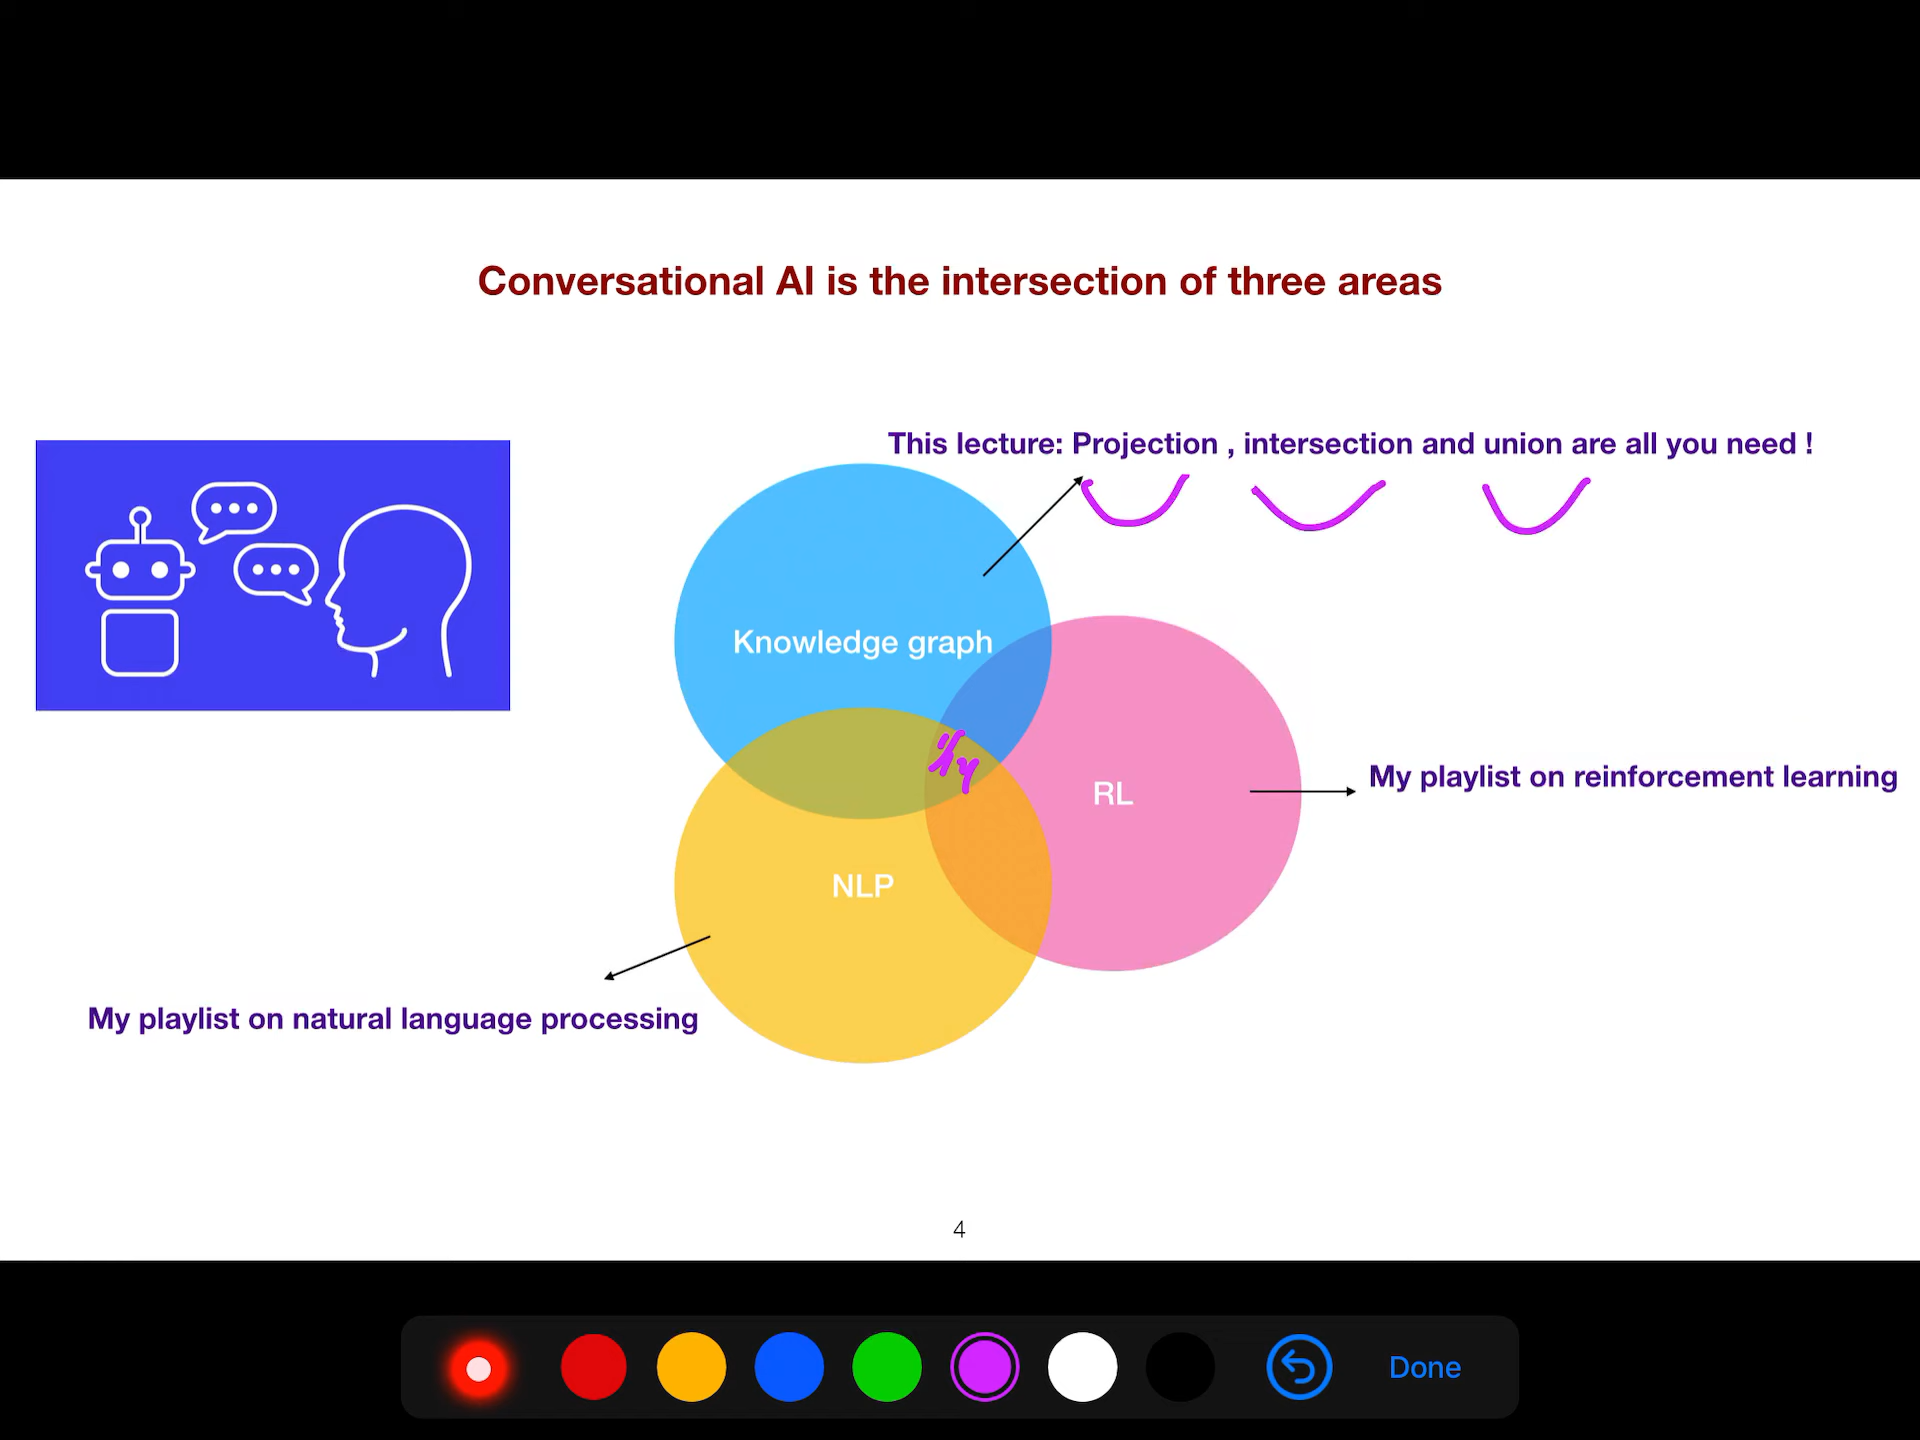 Conversational AI is the intersection of three areas
This lecture: Projection , intersection and union are all you need !
Knowledge graph
RL
My playlist on reinforcement learning
NLP
My playlist on natural language processing
4
Done